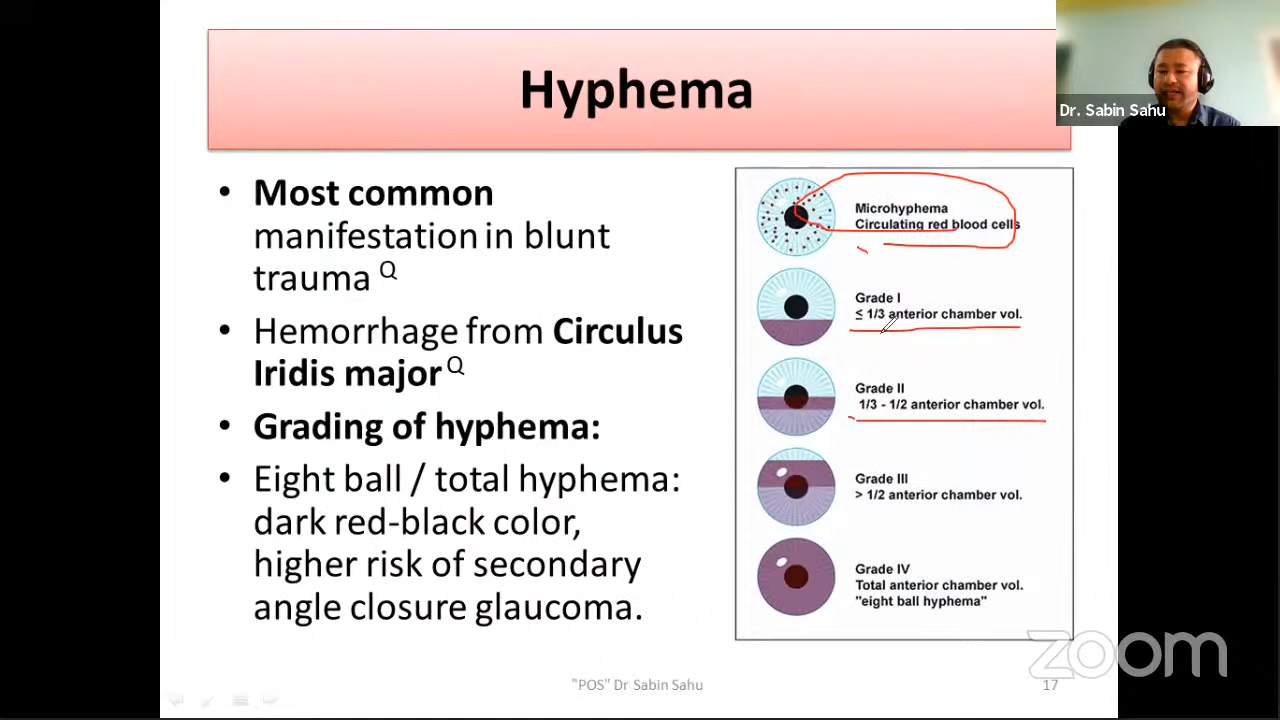 Hyphema
Dr. Sabin Sahu
• Most common
manifestation in blunt
trauma Q
• Hemorrhage from Circulus
Iridis major Q
• Grading of hyphema:
• Eight ball / total hyphema:
dark red-black color,
higher risk of secondary
angle closure glaucoma.
Microhyphema
Circulating red blood cells
Grade I
≤ 1/3 anterior chamber vol.
Grade II
1/3 - 1/2 anterior chamber vol.
Grade III
> 1/2 anterior chamber vol.
Grade IV
Total anterior chamber vol.
"eight ball hyphema"
zoom
"POS" Dr Sabin Sahu
17